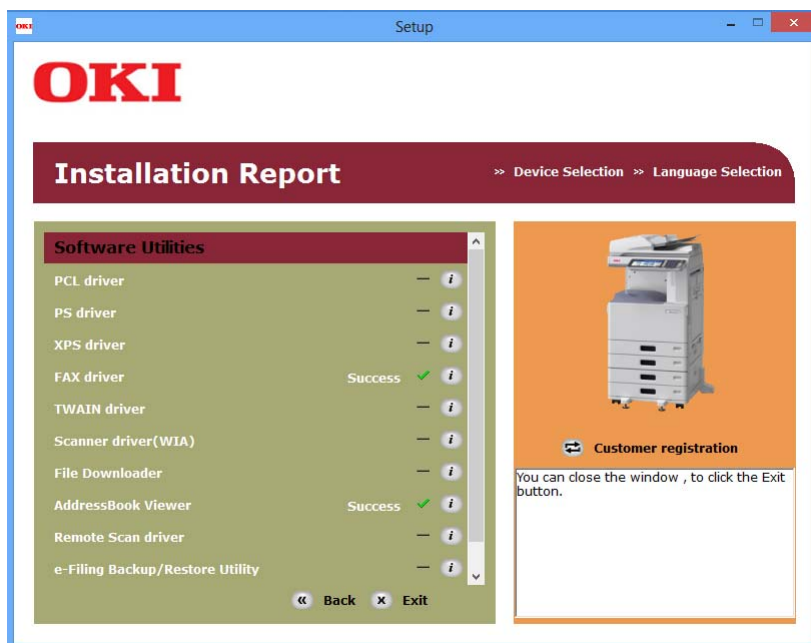 OKI
Setup
OKI
Installation Report
» Device Selection » Language Selection
Software Utilities
PCL driver
PS driver
XPS driver
FAX driver Success
TWAIN driver
Scanner driver(WIA)
File Downloader
AddressBook Viewer Success
Remote Scan driver
e-Filing Backup/Restore Utility
Back Exit
OKI
Customer registration
You can close the window , to click the Exit
button.